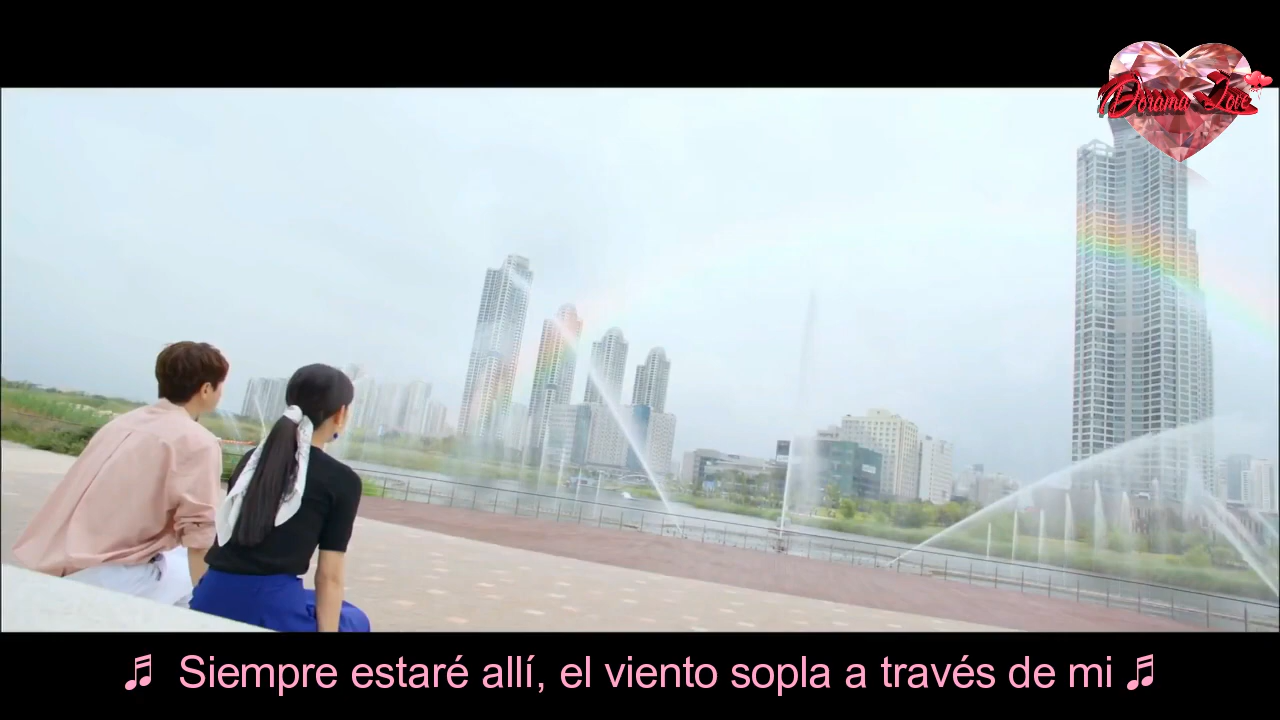 Dorama Love
♬ Siempre estaré allí, el viento sopla a través de mi ♬